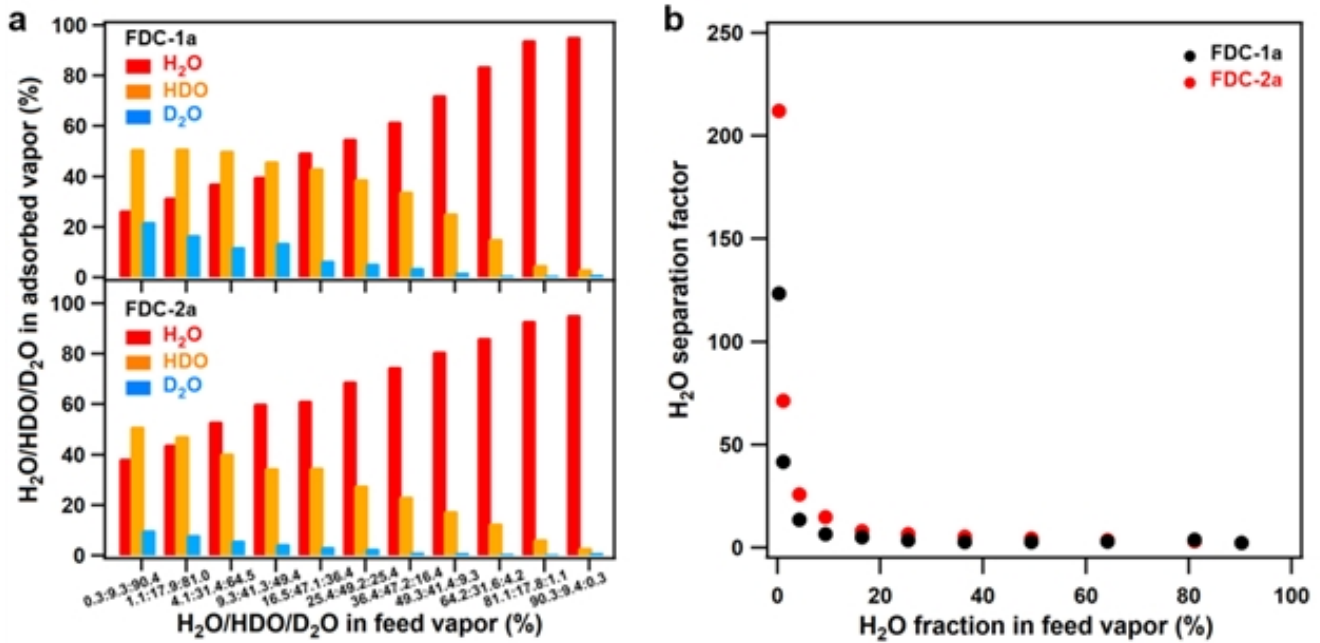 a
H₂O/HDO/D₂O in adsorbed vapor (%)
100
80
60
40
20
0
FDC-1a
H₂O
HDO
D₂O
100
80
60
40
20
0
FDC-2a
H₂O
HDO
D₂O
0.3:9.3:90.4
1.1:17.9:81.0
4.1:31.4:64.5
9.3:41.3:49.4
16.5:47.1:36.4
25.4:49.2:25.4
36.4:47.2:16.4
49.3:41.4:9.3
64.2:31.6:4.2
81.1:17.8:1.1
90.3:9.4:0.3
H₂O/HDO/D₂O in feed vapor (%)
b
H₂O separation factor
250
200
150
100
50
0
FDC-1a
FDC-2a
0 20 40 60 80 100
H₂O fraction in feed vapor (%)